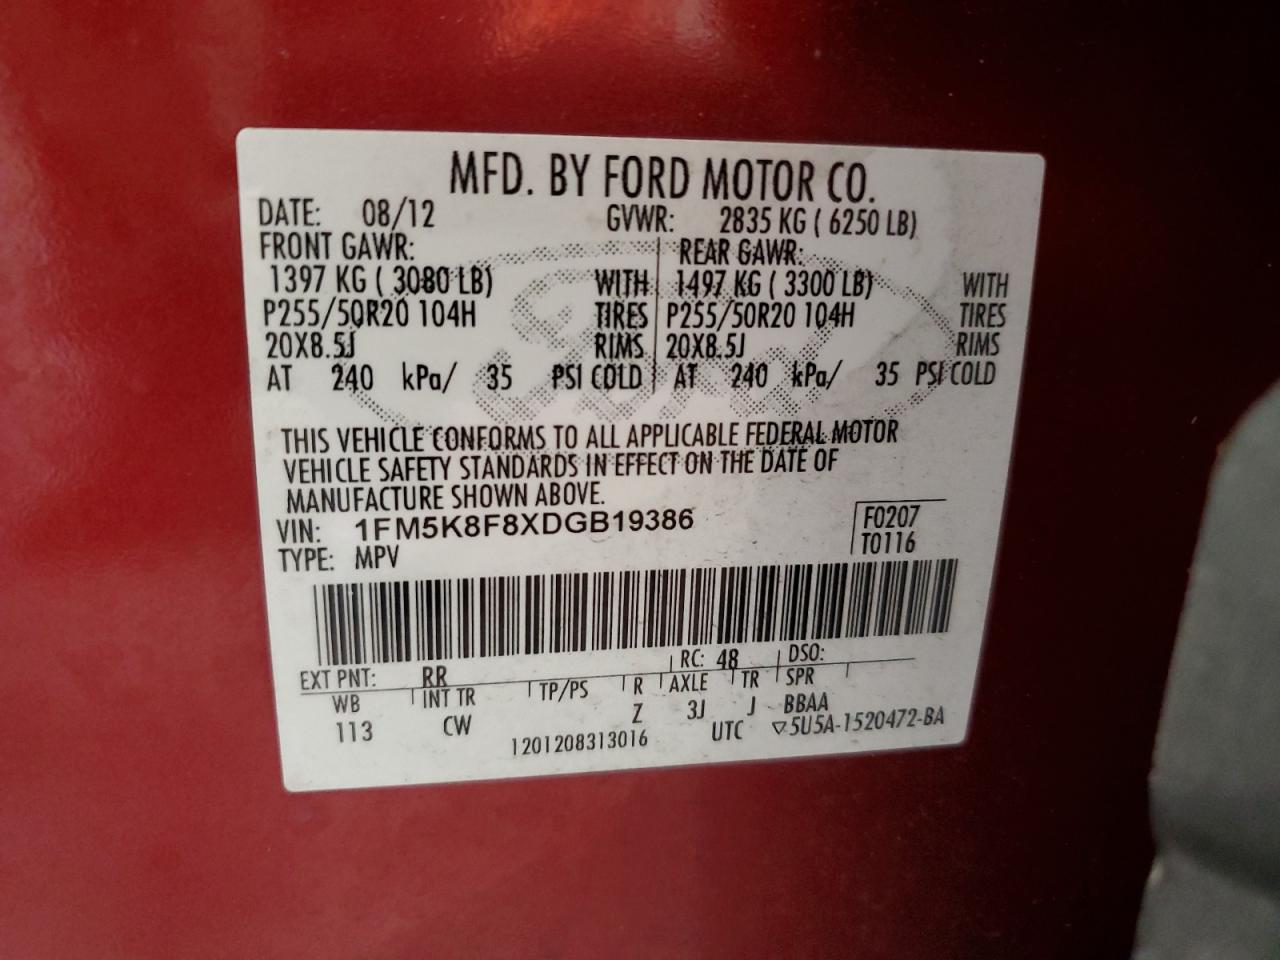 MFD. BY FORD MOTOR CO.
DATE: 08/12 GVWR: 2835 KG ( 6250 LB)
FRONT GAWR: REAR GAWR:
1397 KG ( 3080 LB) WITH 1497 KG ( 3300 LB) WITH
P255/50R20 104H TIRES P255/50R20 104H TIRES
20X8.5J RIMS 20X8.5J RIMS
AT 240 kPa/ 35 PSI COLD AT 240 kPa/ 35 PSI COLD
Ford
THIS VEHICLE CONFORMS TO ALL APPLICABLE FEDERAL MOTOR
VEHICLE SAFETY STANDARDS IN EFFECT ON THE DATE OF
MANUFACTURE SHOWN ABOVE.
VIN: 1FM5K8F8XDGB19386 F0207
TYPE: MPV T0116
EXT PNT: RR RC: 48 DSO:
WB INT TR TP/PS R AXLE TR SPR
113 CW Z 3J J BBAA
1201208313016 UTC ▽5U5A-1520472-BA